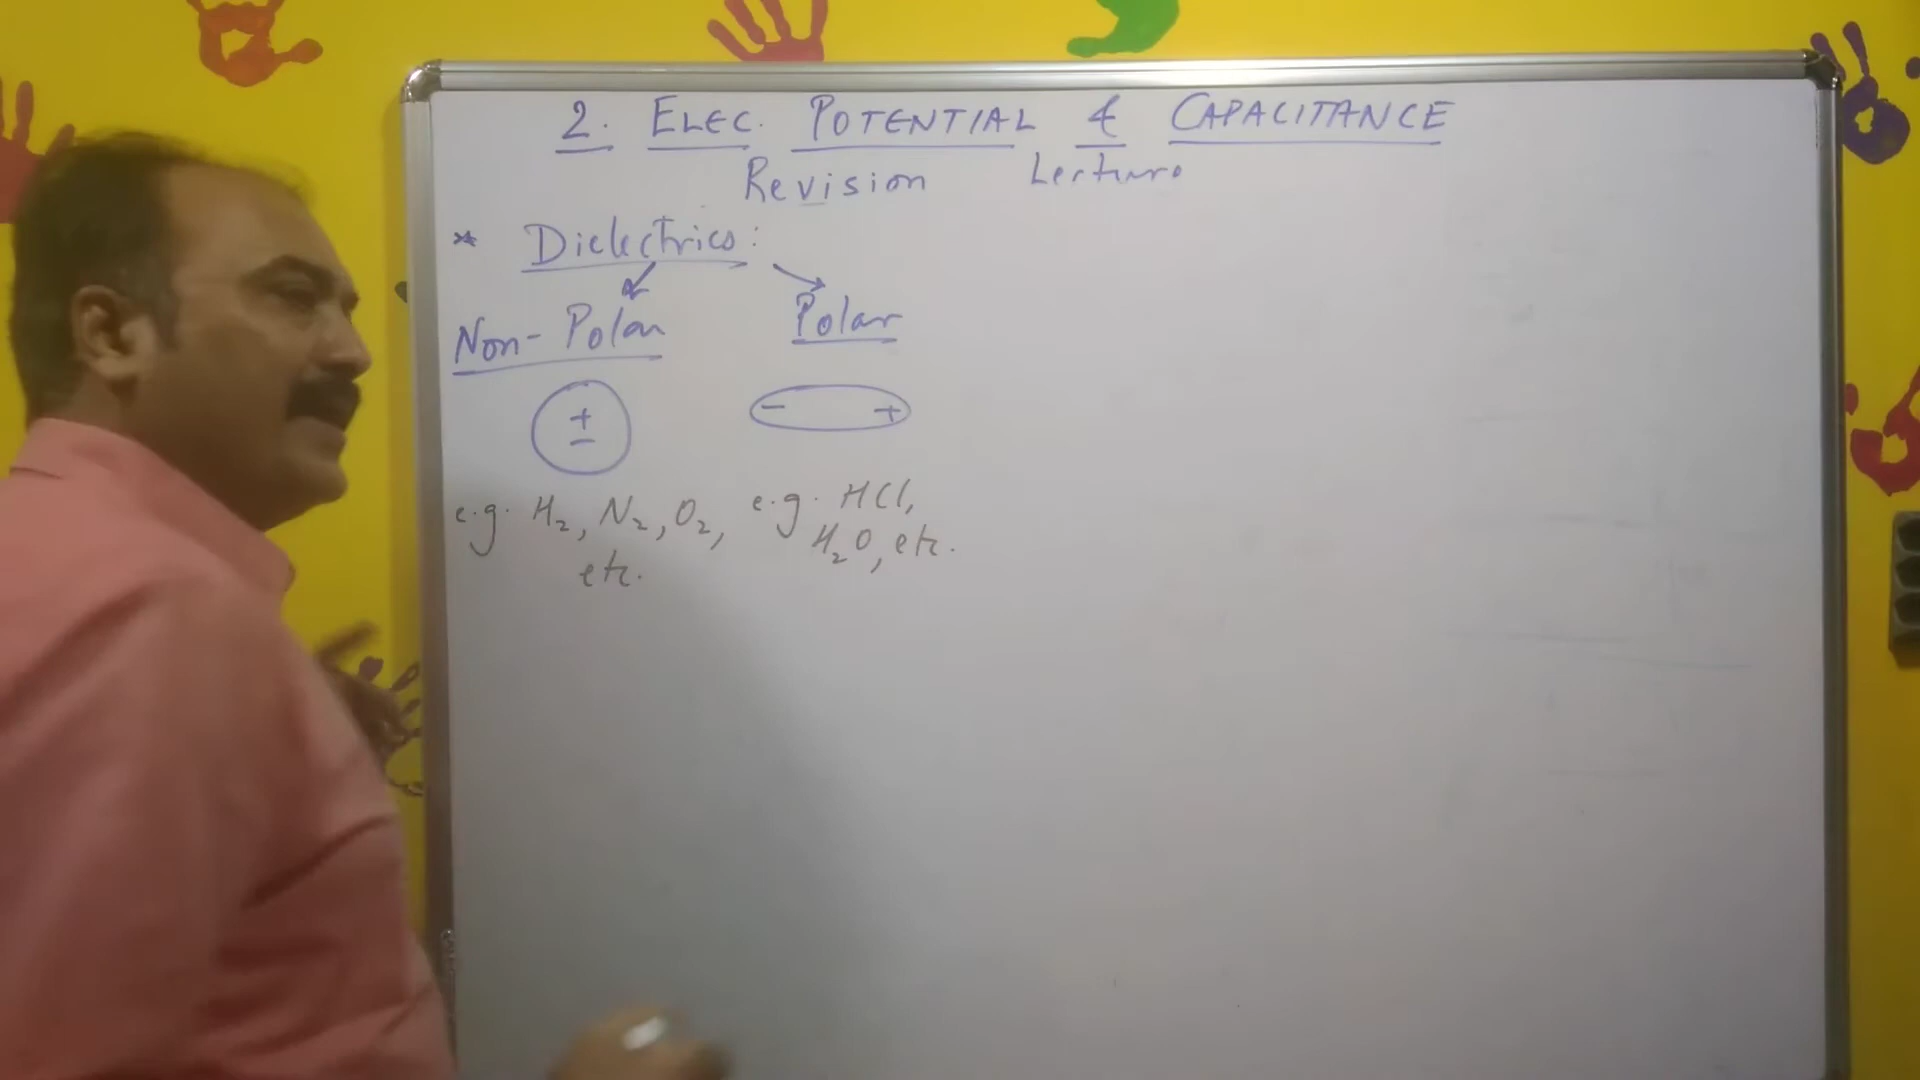 2. ELEC. POTENTIAL & CAPACITANCE
Revision Lecture
* Dielectrics:
Non-Polar
Polar
+
-
- +
e.g. H₂, N₂, O₂,
etc.
e.g. HCl,
H₂O, etc.